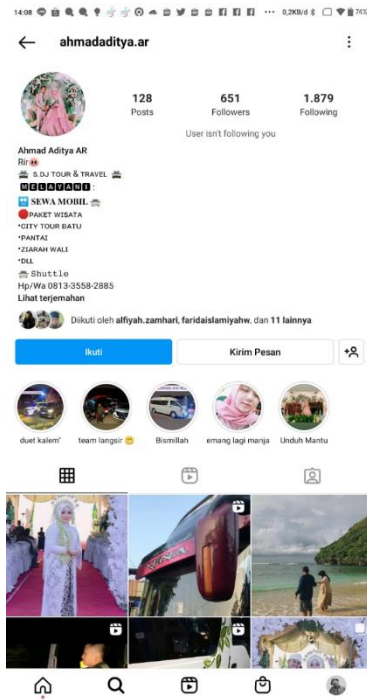 14:08
0,2KB/d
74%
ahmadaditya.ar
128
Posts
651
Followers
1.879
Following
User isn't following you
Ahmad Aditya AR
Rir
S.DJ TOUR & TRAVEL
MELAYANI :
SEWA MOBIL
PAKET WISATA
*CITY TOUR BATU
*PANTAI
*ZIARAH WALI
*DLL
Shuttle
Hp/Wa 0813-3558-2885
Lihat terjemahan
Diikuti oleh alfiyah.zamhari, faridaislamiyahw, dan 11 lainnya
Ikuti
Kirim Pesan
duet kalem'
team langsir
Bismillah
emang lagi manja
Unduh Mantu